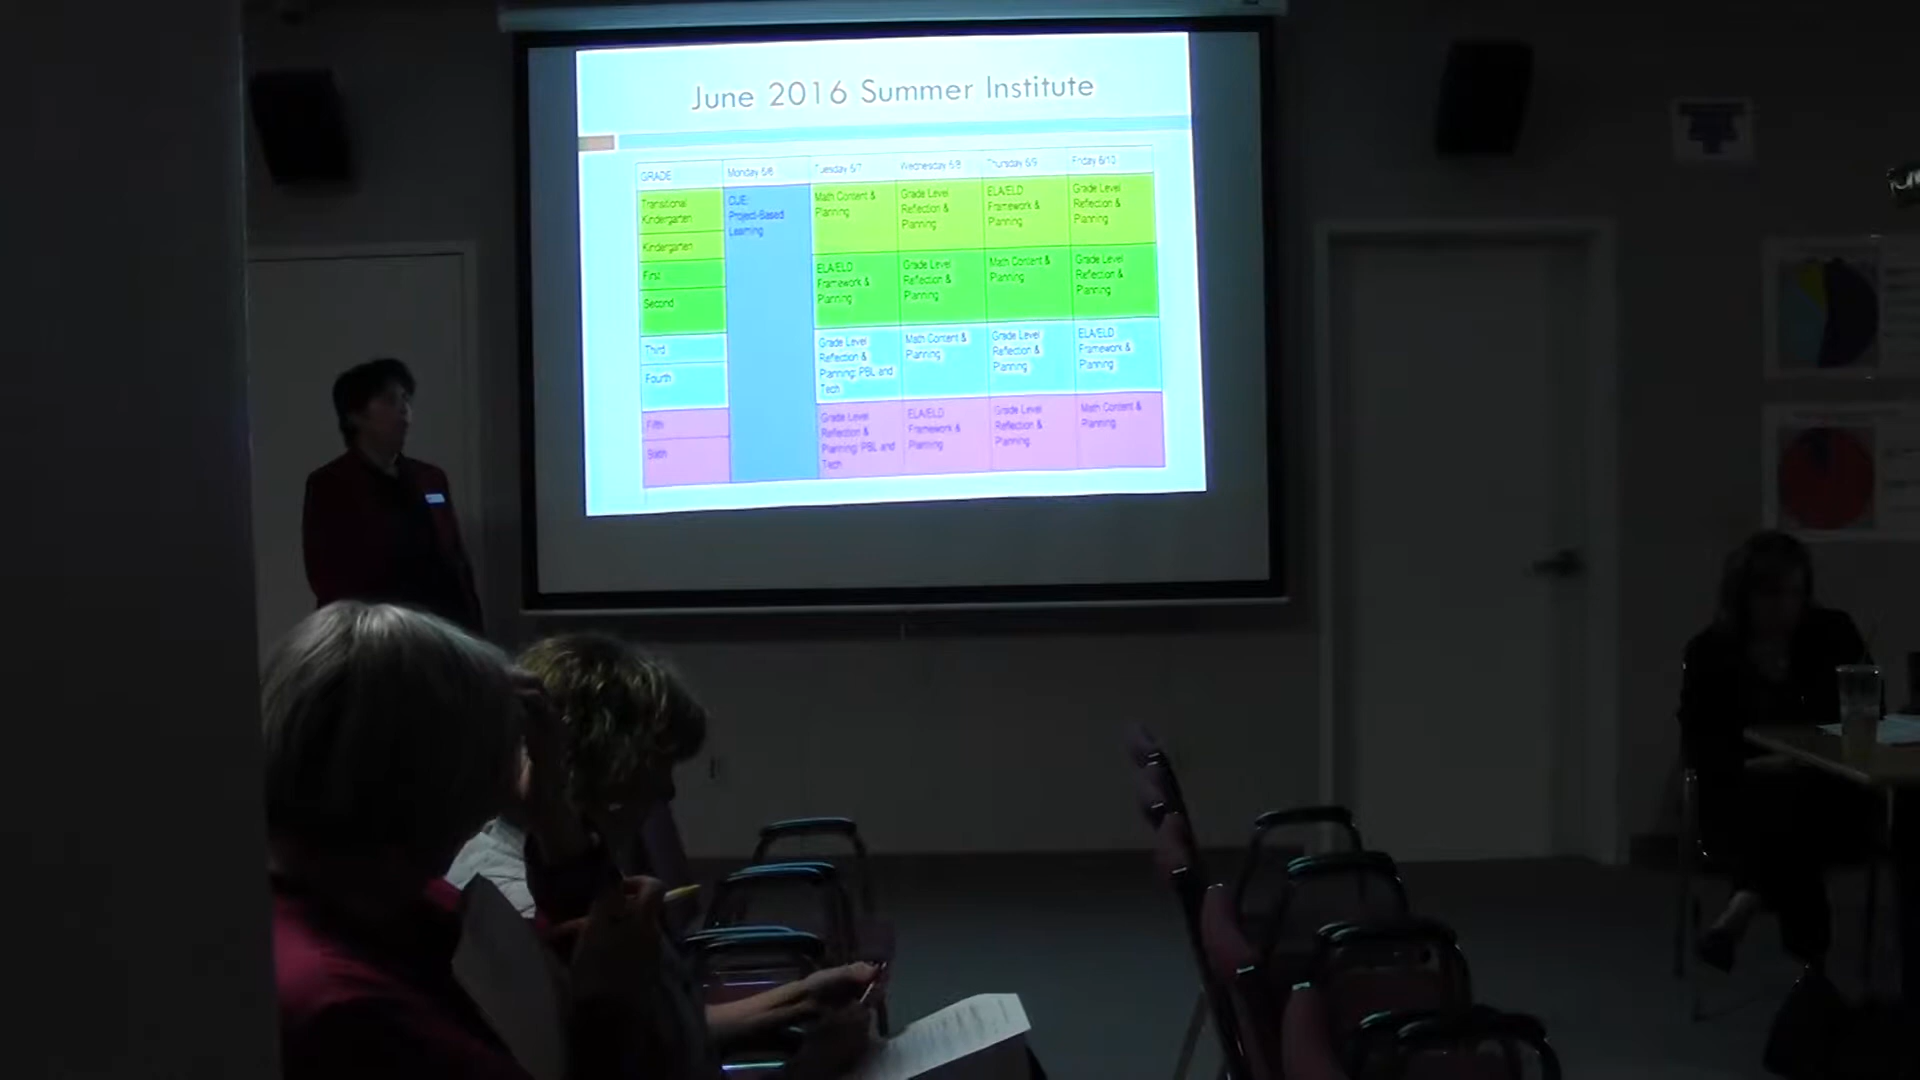 June 2016 Summer Institute
GRADE
Monday 6/6
Tuesday 6/7
Wednesday 6/8
Thursday 6/9
Friday 6/10
Transitional
Kindergarten
Kindergarten
CUE:
Project-Based
Learning
Math Content &
Planning
Grade Level
Reflection &
Planning
ELA/ELD
Framework &
Planning
Grade Level
Reflection &
Planning
First
Second
ELA/ELD
Framework &
Planning
Grade Level
Reflection &
Planning
Math Content &
Planning
Grade Level
Reflection &
Planning
Third
Fourth
Grade Level
Reflection &
Planning: PBL and
Tech
Math Content &
Planning
Grade Level
Reflection &
Planning
ELA/ELD
Framework &
Planning
Fifth
Sixth
Grade Level
Reflection &
Planning: PBL and
Tech
ELA/ELD
Framework &
Planning
Grade Level
Reflection &
Planning
Math Content &
Planning